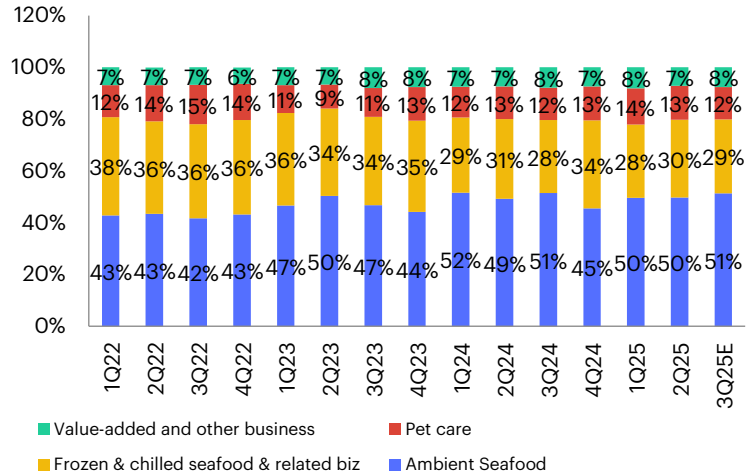 120%
100%
80%
60%
40%
20%
0%
7% 7% 7% 6% 7% 7% 8% 8% 7% 7% 8% 7% 8% 7% 8%
12% 14% 15% 14% 11% 9% 11% 13% 12% 13% 12% 13% 14% 13% 12%
38% 36% 36% 36% 36% 34% 34% 35% 29% 31% 28% 34% 28% 30% 29%
43% 43% 42% 43% 47% 50% 47% 44% 52% 49% 51% 45% 50% 50% 51%
1Q22 2Q22 3Q22 4Q22 1Q23 2Q23 3Q23 4Q23 1Q24 2Q24 3Q24 4Q24 1Q25 2Q25 3Q25E
Value-added and other business Pet care
Frozen & chilled seafood & related biz Ambient Seafood